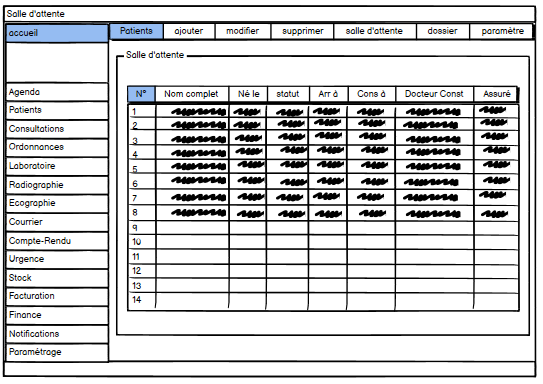 Salle d'attente
accueil
Patients ajouter modifier supprimer salle d'attente dossier paramètre
Salle d'attente
N° Nom complet Né le statut Arr à Cons à Docteur Const Assuré
1
2
3
4
5
6
7
8
9
10
11
12
13
14
Agenda
Patients
Consultations
Ordonnances
Laboratoire
Radiographie
Ecographie
Courrier
Compte-Rendu
Urgence
Stock
Facturation
Finance
Notifications
Paramétrage